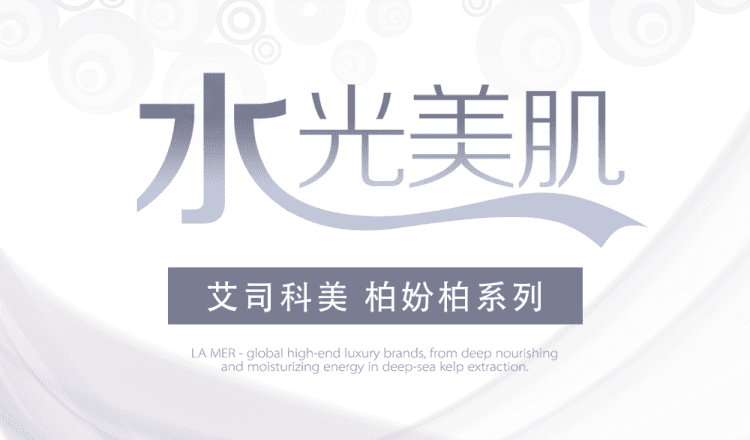 水光美肌
艾司科美 柏妢柏系列
LA MER - global high-end luxury brands, from deep nourishing
and moisturizing energy in deep-sea kelp extraction.